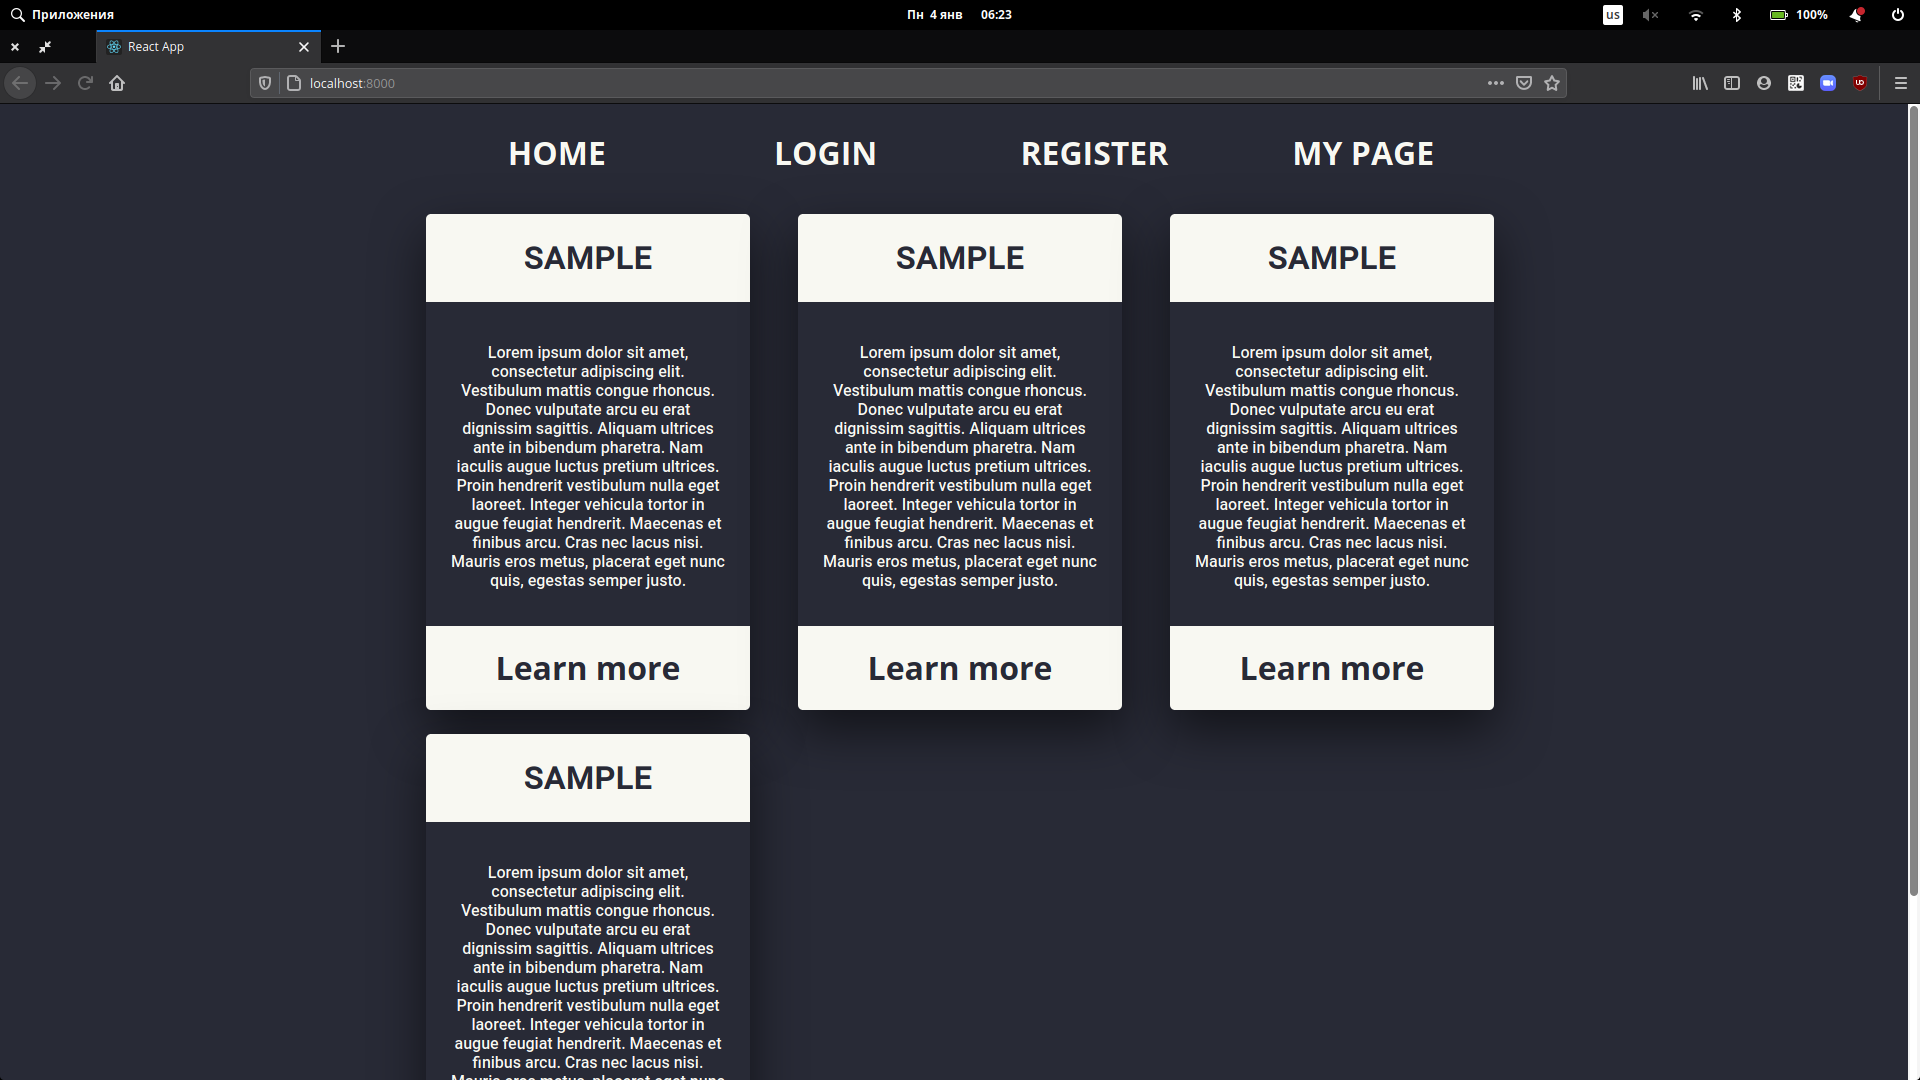 Приложения
Пн 4 янв 06:23
us
100%
React App
localhost:8000
HOME LOGIN REGISTER MY PAGE
SAMPLE
Lorem ipsum dolor sit amet,
consectetur adipiscing elit.
Vestibulum mattis congue rhoncus.
Donec vulputate arcu eu erat
dignissim sagittis. Aliquam ultrices
ante in bibendum pharetra. Nam
iaculis augue luctus pretium ultrices.
Proin hendrerit vestibulum nulla eget
laoreet. Integer vehicula tortor in
augue feugiat hendrerit. Maecenas et
finibus arcu. Cras nec lacus nisi.
Mauris eros metus, placerat eget nunc
quis, egestas semper justo.
Learn more
SAMPLE
Lorem ipsum dolor sit amet,
consectetur adipiscing elit.
Vestibulum mattis congue rhoncus.
Donec vulputate arcu eu erat
dignissim sagittis. Aliquam ultrices
ante in bibendum pharetra. Nam
iaculis augue luctus pretium ultrices.
Proin hendrerit vestibulum nulla eget
laoreet. Integer vehicula tortor in
augue feugiat hendrerit. Maecenas et
finibus arcu. Cras nec lacus nisi.
Mauris eros metus, placerat eget nunc
quis, egestas semper justo.
Learn more
SAMPLE
Lorem ipsum dolor sit amet,
consectetur adipiscing elit.
Vestibulum mattis congue rhoncus.
Donec vulputate arcu eu erat
dignissim sagittis. Aliquam ultrices
ante in bibendum pharetra. Nam
iaculis augue luctus pretium ultrices.
Proin hendrerit vestibulum nulla eget
laoreet. Integer vehicula tortor in
augue feugiat hendrerit. Maecenas et
finibus arcu. Cras nec lacus nisi.
Mauris eros metus, placerat eget nunc
quis, egestas semper justo.
Learn more
SAMPLE
Lorem ipsum dolor sit amet,
consectetur adipiscing elit.
Vestibulum mattis congue rhoncus.
Donec vulputate arcu eu erat
dignissim sagittis. Aliquam ultrices
ante in bibendum pharetra. Nam
iaculis augue luctus pretium ultrices.
Proin hendrerit vestibulum nulla eget
laoreet. Integer vehicula tortor in
augue feugiat hendrerit. Maecenas et
finibus arcu. Cras nec lacus nisi.